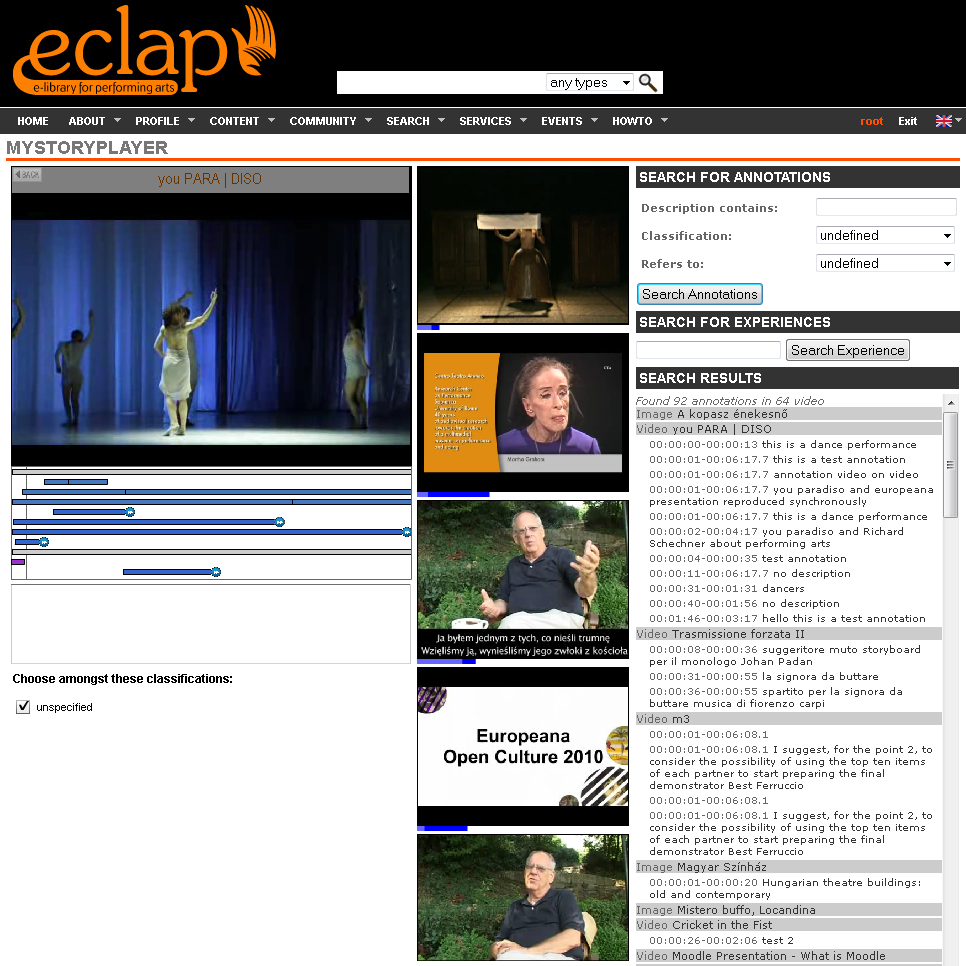 eclap
e-library for performing arts
any types
HOME ABOUT PROFILE CONTENT COMMUNITY SEARCH SERVICES EVENTS HOWTO root Exit
MYSTORYPLAYER
BACK
you PARA | DISO
Martha Graham
Ja byłem jednym z tych, co nieśli trumnę
Wzięliśmy ją, wynieśliśmy jego zwłoki z kościoła
Europeana
Open Culture 2010
Choose amongst these classifications:
unspecified
SEARCH FOR ANNOTATIONS
Description contains:
Classification: undefined
Refers to: undefined
Search Annotations
SEARCH FOR EXPERIENCES
Search Experience
SEARCH RESULTS
Found 92 annotations in 64 video
Image A kopasz énekesnő
Video you PARA | DISO
00:00:00-00:00:13 this is a dance performance
00:00:01-00:06:17.7 this is a test annotation
00:00:01-00:06:17.7 annotation video on video
00:00:01-00:06:17.7 you paradiso and europeana
presentation reproduced synchronously
00:00:01-00:06:17.7 this is a dance performance
00:00:02-00:04:17 you paradiso and Richard
Schechner about performing arts
00:00:04-00:00:35 test annotation
00:00:11-00:06:17.7 no description
00:00:31-00:01:31 dancers
00:00:40-00:01:56 no description
00:01:46-00:03:17 hello this is a test annotation
Video Trasmissione forzata II
00:00:08-00:00:36 suggeritore muto storyboard
per il monologo Johan Padan
00:00:31-00:00:55 la signora da buttare
00:00:36-00:00:55 spartito per la signora da
buttare musica di fiorenzo carpi
Video m3
00:00:01-00:06:08.1
00:00:01-00:06:08.1 I suggest, for the point 2, to
consider the possibility of using the top ten items
of each partner to start preparing the final
demonstrator Best Ferruccio
00:00:01-00:06:08.1
00:00:01-00:06:08.1 I suggest, for the point 2, to
consider the possibility of using the top ten items
of each partner to start preparing the final
demonstrator Best Ferruccio
Image Magyar Színház
00:00:01-00:00:20 Hungarian theatre buildings:
old and contemporary
Image Mistero buffo, Locandina
Video Cricket in the Fist
00:00:26-00:02:06 test 2
Video Moodle Presentation - What is Moodle